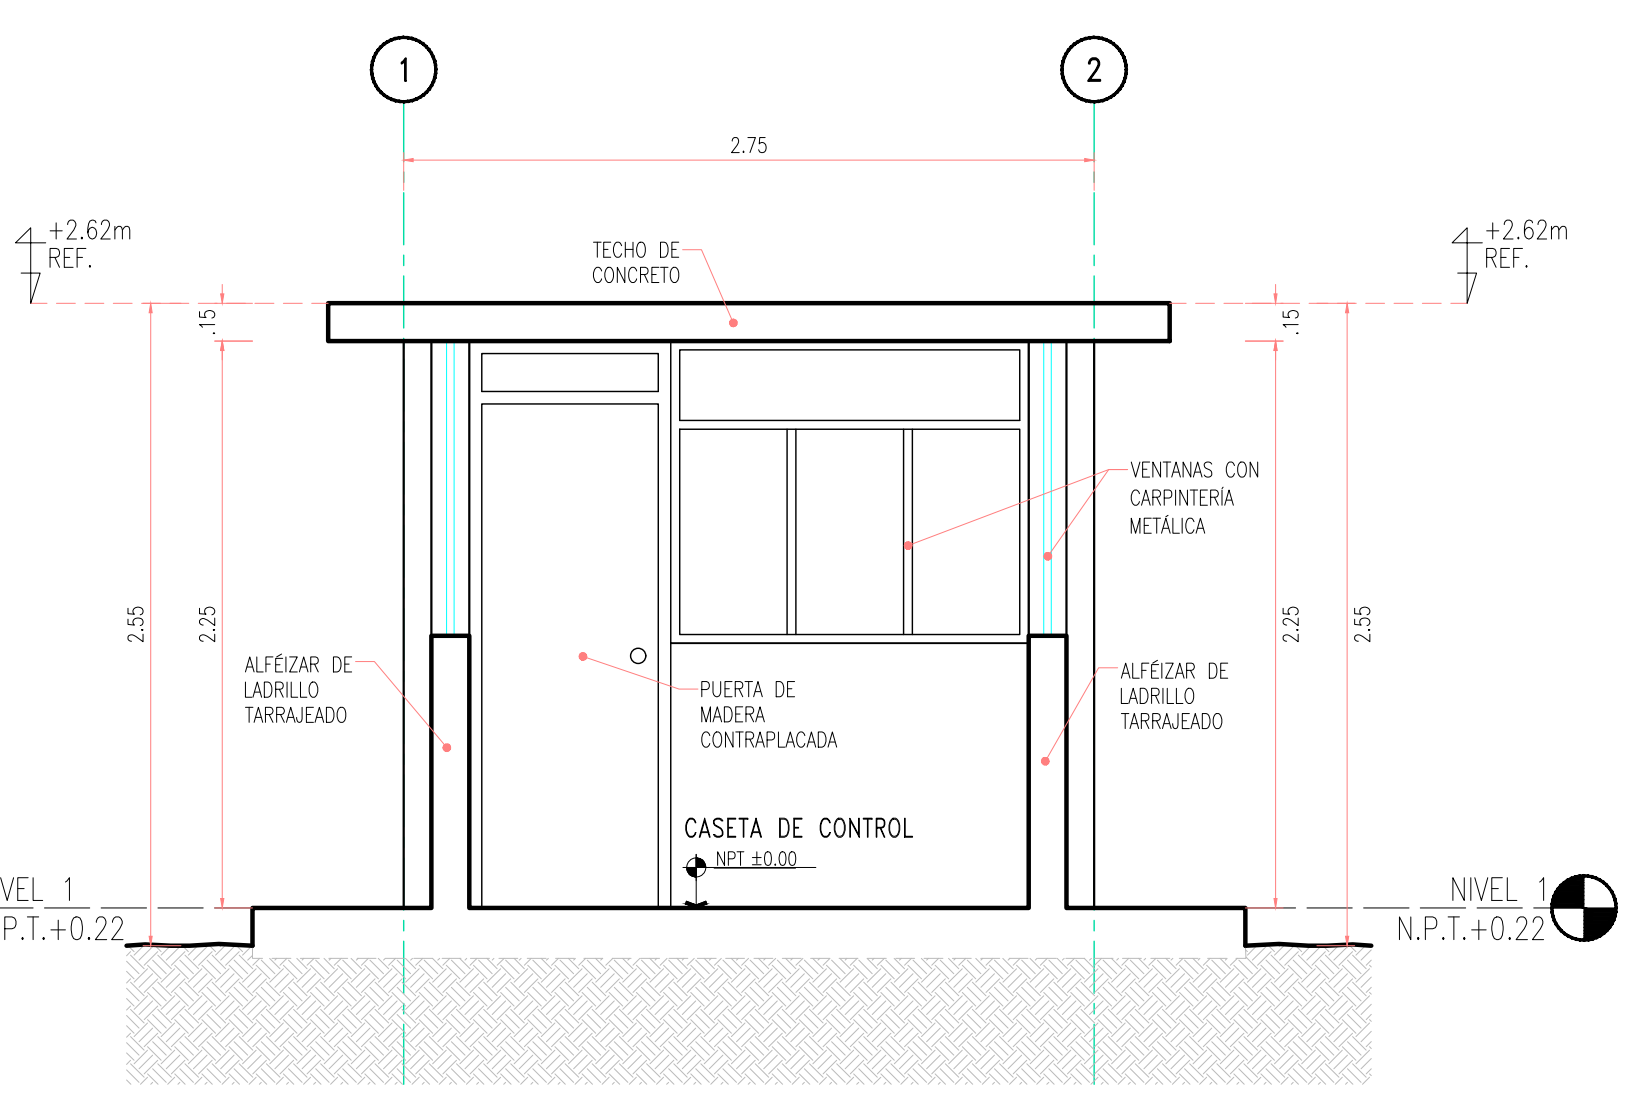 1
2
2.75
+2.62m
REF.
+2.62m
REF.
TECHO DE
CONCRETO
.15
.15
VENTANAS CON
CARPINTERÍA
METÁLICA
2.55
2.25
2.25
2.55
ALFÉIZAR DE
LADRILLO
TARRAJEADO
PUERTA DE
MADERA
CONTRAPLACADA
ALFÉIZAR DE
LADRILLO
TARRAJEADO
CASETA DE CONTROL
NPT ±0.00
VEL 1
P.T.+0.22
NIVEL 1
N.P.T.+0.22